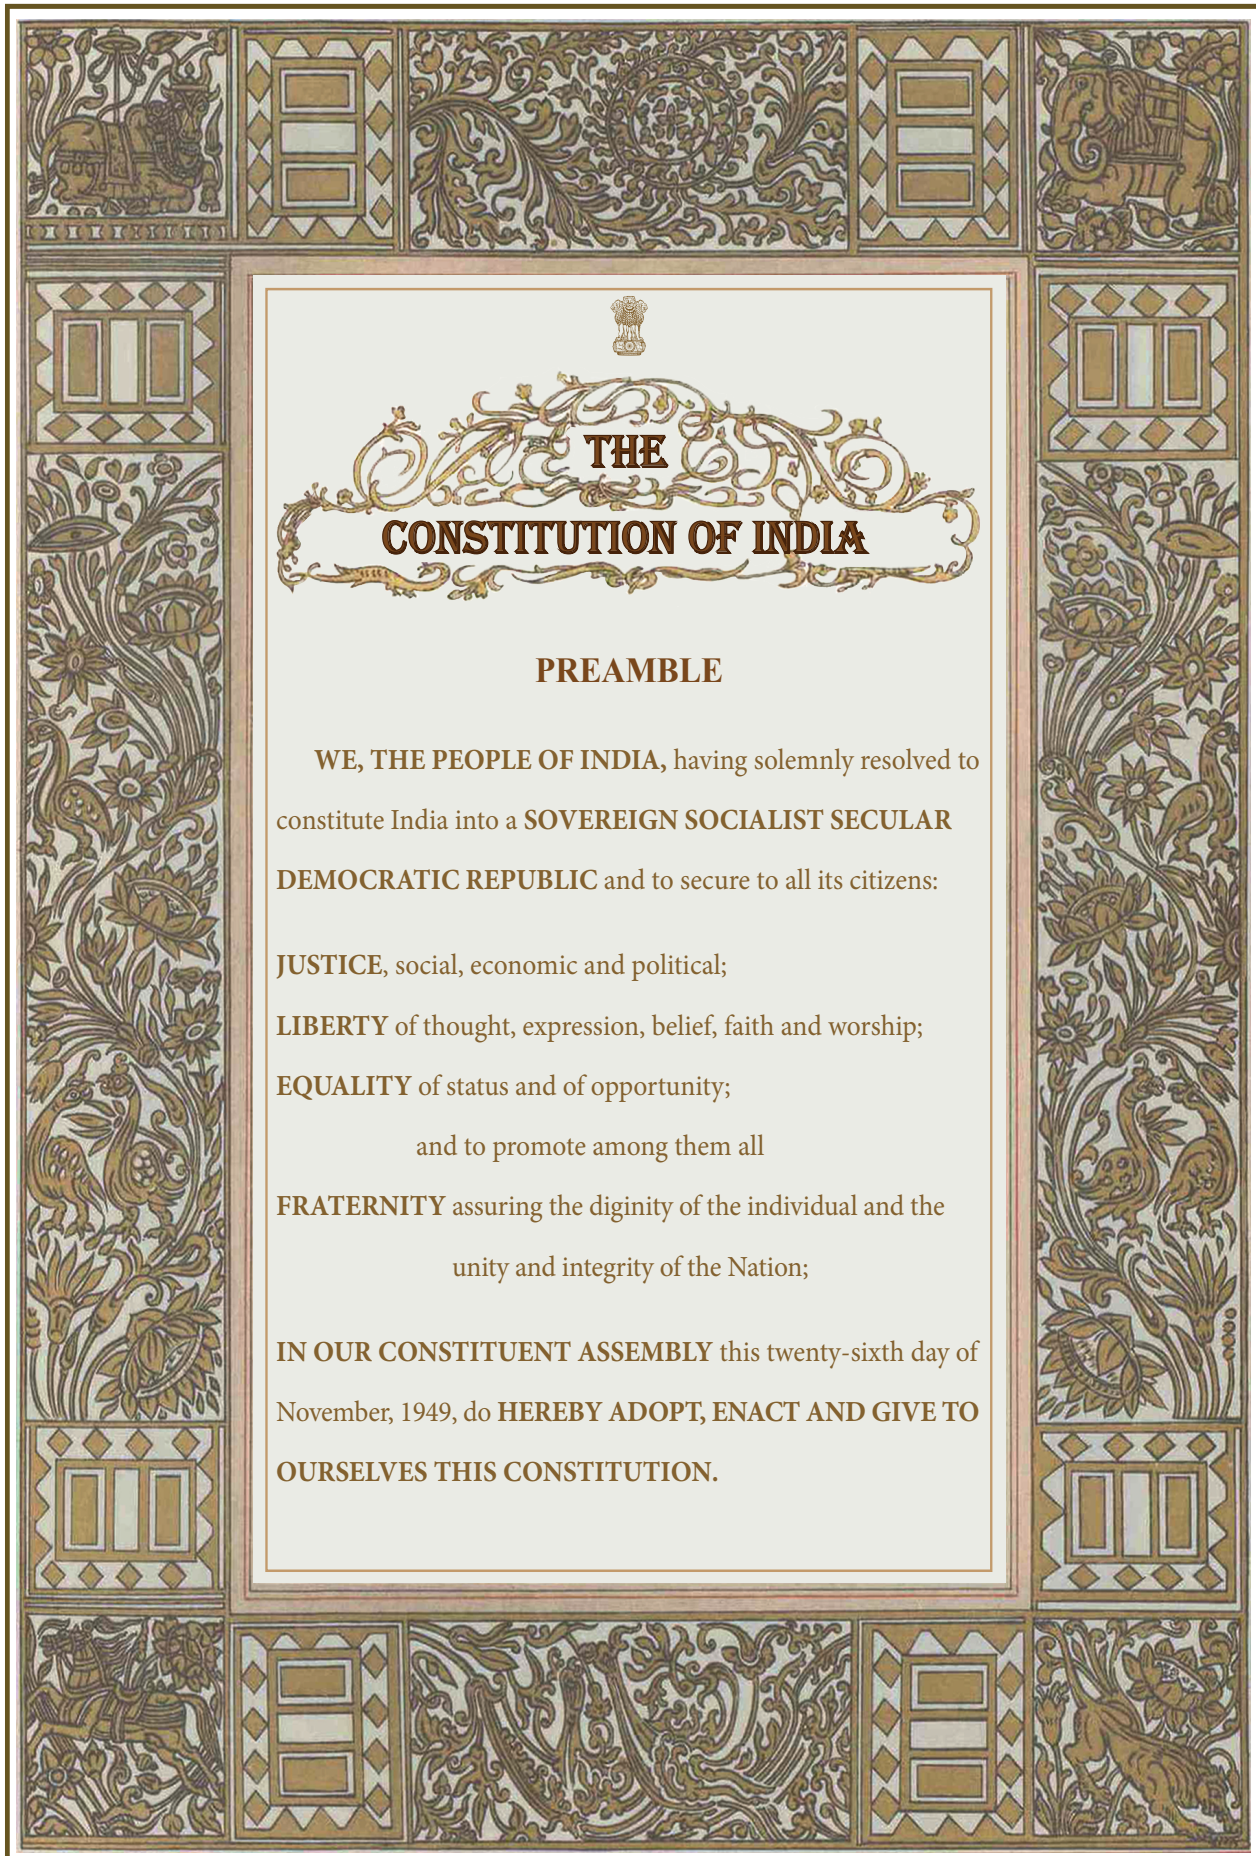 THE
CONSTITUTION OF INDIA
PREAMBLE
WE, THE PEOPLE OF INDIA, having solemnly resolved to
constitute India into a SOVEREIGN SOCIALIST SECULAR
DEMOCRATIC REPUBLIC and to secure to all its citizens:
JUSTICE, social, economic and political;
LIBERTY of thought, expression, belief, faith and worship;
EQUALITY of status and of opportunity;
and to promote among them all
FRATERNITY assuring the diginity of the individual and the
unity and integrity of the Nation;
IN OUR CONSTITUENT ASSEMBLY this twenty-sixth day of
November, 1949, do HEREBY ADOPT, ENACT AND GIVE TO
OURSELVES THIS CONSTITUTION.